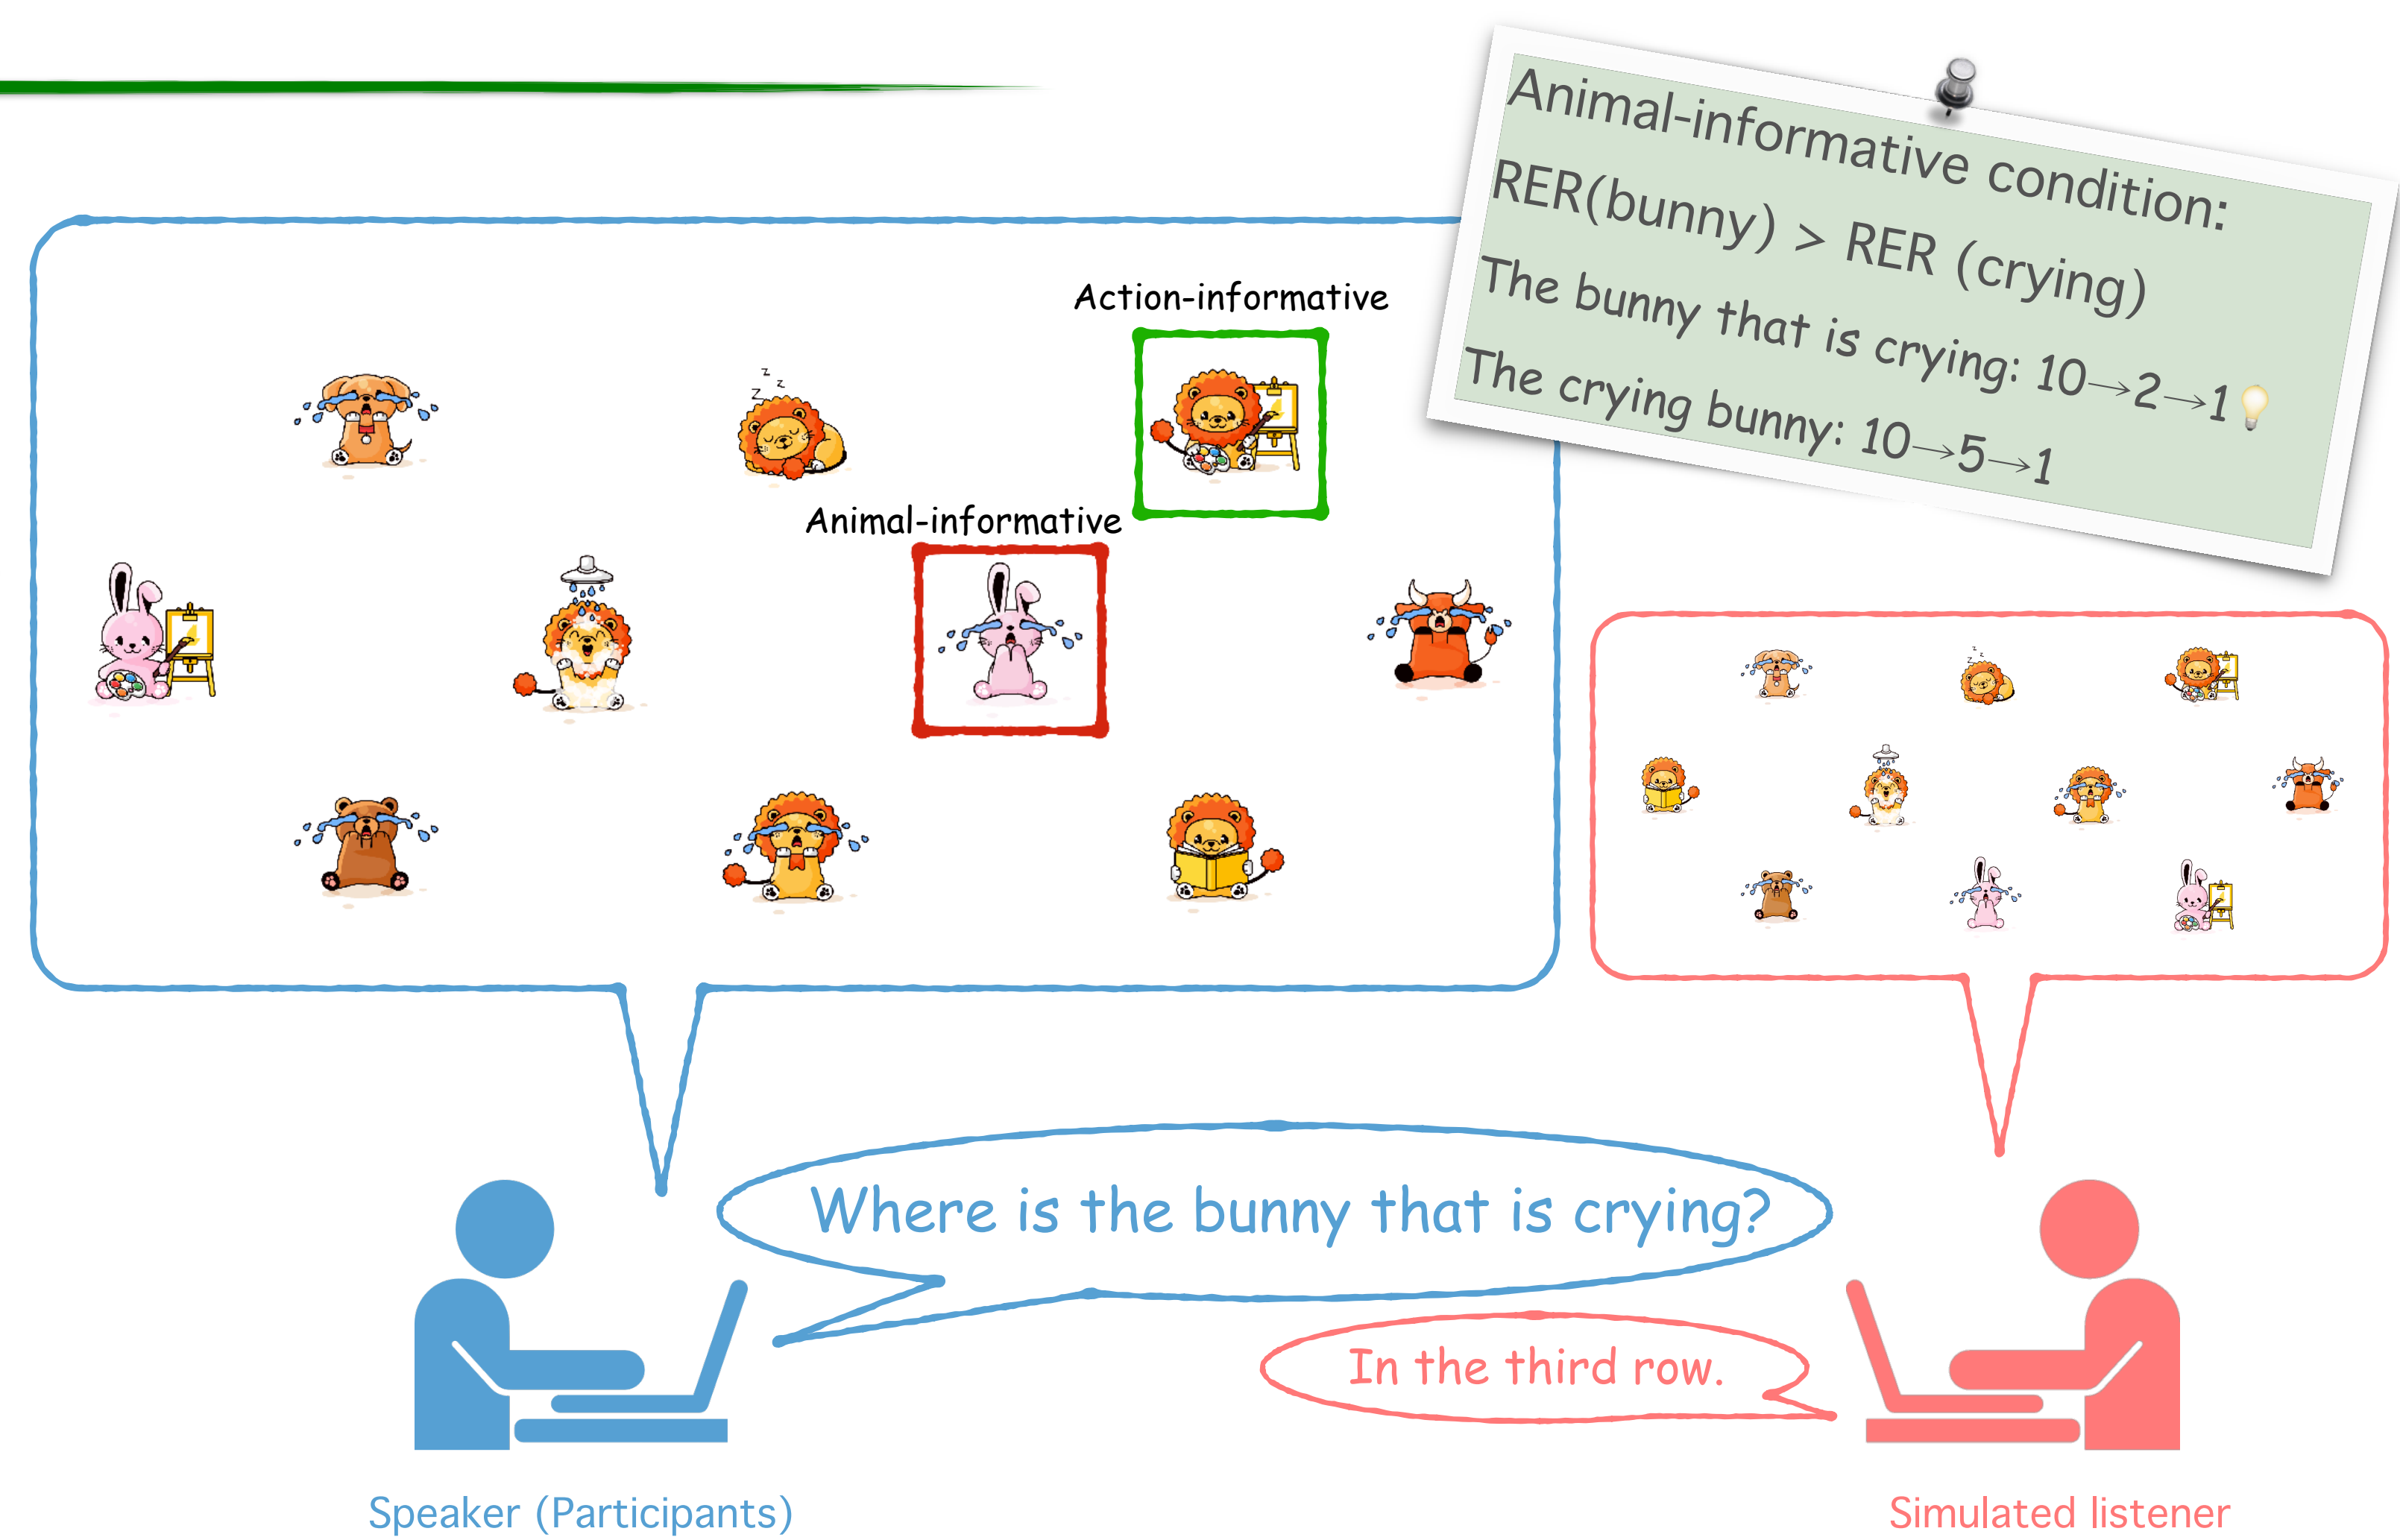 Animal-informative condition:
RER(bunny) > RER (crying)
The bunny that is crying: 10→2→1
The crying bunny: 10→5→1
Action-informative
z
z
z
Animal-informative
z
z
z
Where is the bunny that is crying?
In the third row.
Speaker (Participants)
Simulated listener